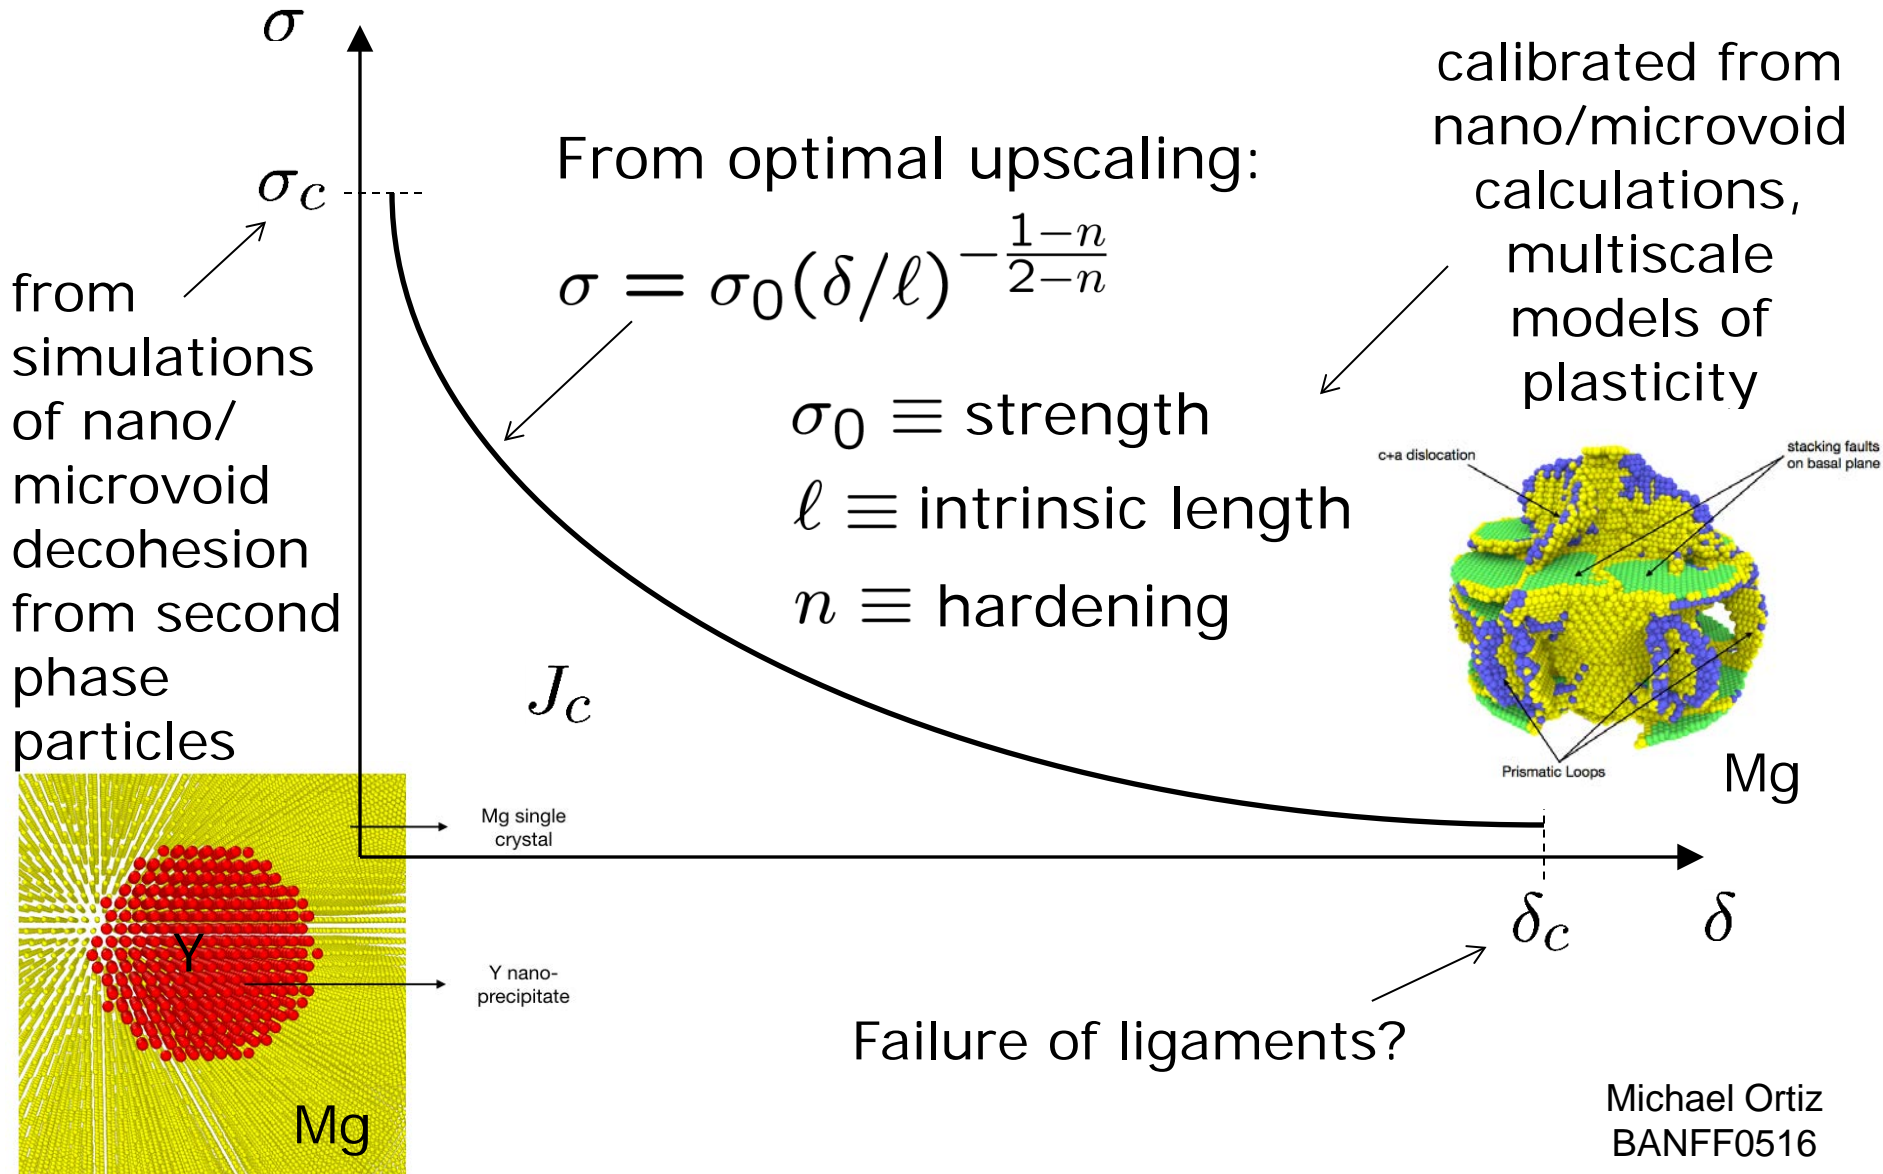 σ
σc
from
simulations
of nano/
microvoid
decohesion
from second
phase
particles
From optimal upscaling:
σ = σ0(δ/ℓ)^{-\frac{1-n}{2-n}}
σ0 ≡ strength
ℓ ≡ intrinsic length
n ≡ hardening
Jc
calibrated from
nano/microvoid
calculations,
multiscale
models of
plasticity
c+a dislocation
stacking faults
on basal plane
Prismatic Loops
Mg
Mg single
crystal
Y
Y nano-
precipitate
Mg
δc
δ
Failure of ligaments?
Michael Ortiz
BANFF0516